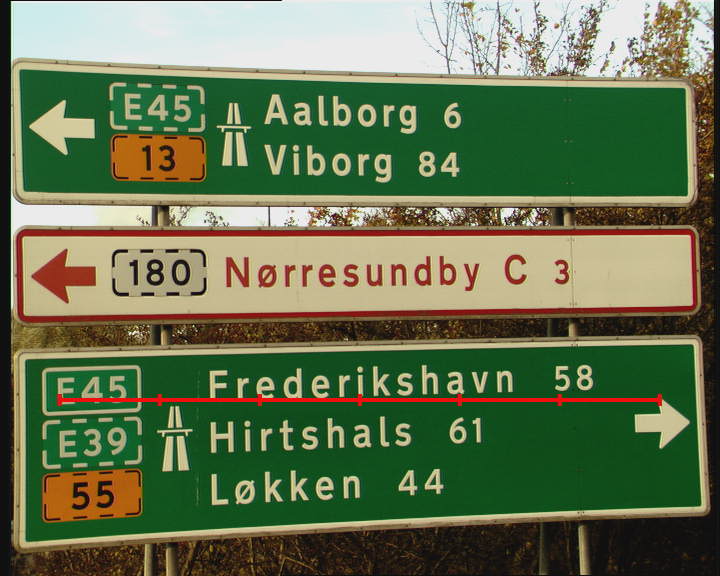 E45 Aalborg 6
13 Viborg 84
180 Nørresundby C 3
E45 Frederikshavn 58
E39 Hirtshals 61
55 Løkken 44